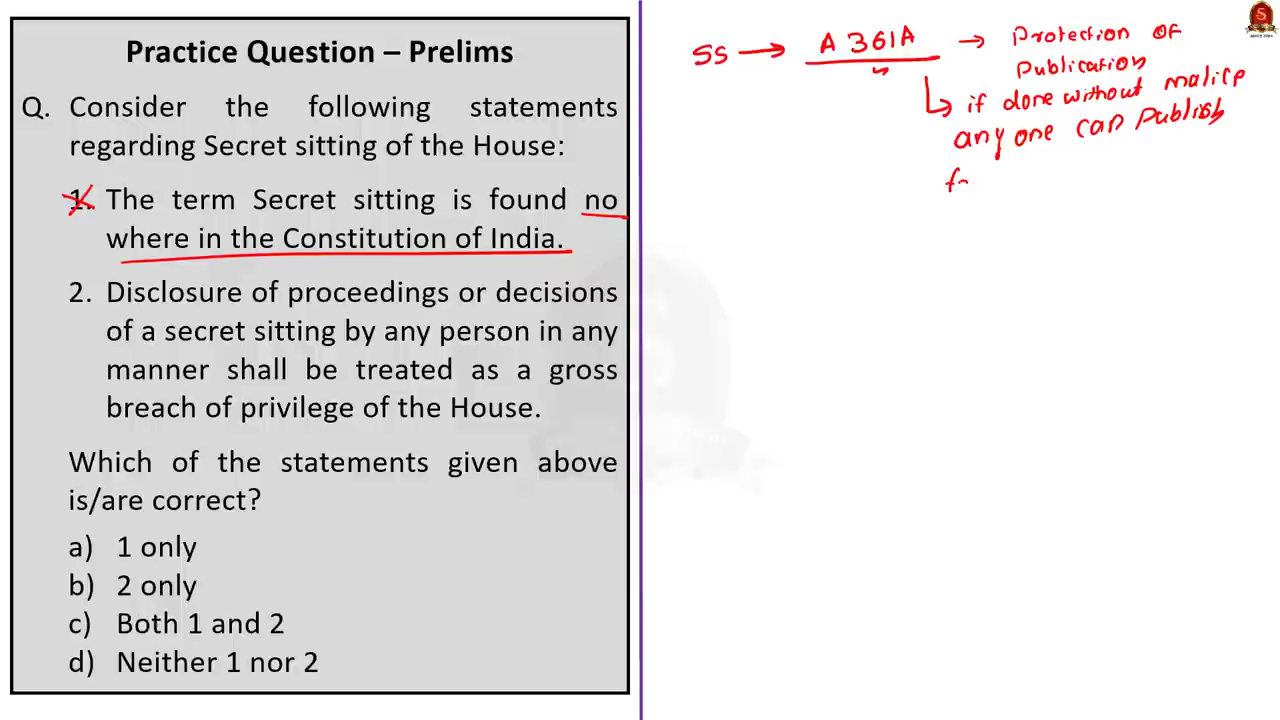 Practice Question – Prelims
Q. Consider the following statements
regarding Secret sitting of the House:
1. The term Secret sitting is found no
where in the Constitution of India.
2. Disclosure of proceedings or decisions
of a secret sitting by any person in any
manner shall be treated as a gross
breach of privilege of the House.
Which of the statements given above
is/are correct?
a) 1 only
b) 2 only
c) Both 1 and 2
d) Neither 1 nor 2
SS → A 361A → Protection of
Publication
if done without malice
any one can publish